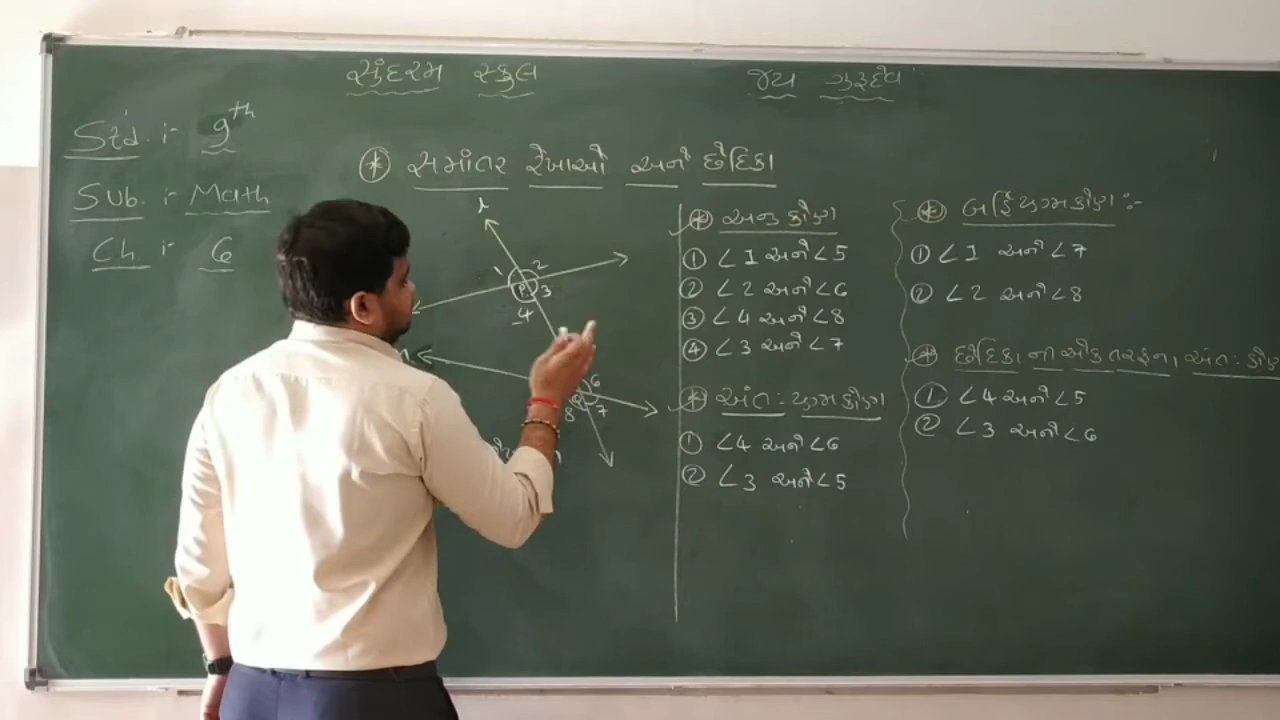 સુંદરમ સ્કુલ
જય ગુરૂદેવ
Std. :- 9th
Sub. :- Math
Ch :- 6
* સમાંતર રેખાઓ અને છેદિકા
l
1 2
P 3
4
6
8 7
* અનુકોણ
① ∠1 અને ∠5
② ∠2 અને ∠6
③ ∠4 અને ∠8
④ ∠3 અને ∠7
* અંત: યુગ્મકોણ
① ∠4 અને ∠6
② ∠3 અને ∠5
* બહિર્યુગ્મકોણ :-
① ∠1 અને ∠7
② ∠2 અને ∠8
* છેદિકા ની એક તરફના અંત: કોણ
① ∠4 અને ∠5
② ∠3 અને ∠6